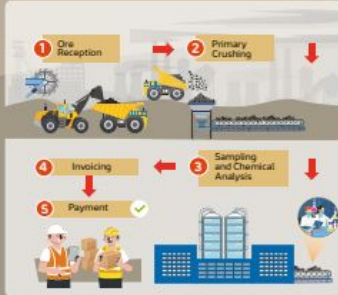 1 Ore
Reception
2 Primary
Crushing
3 Sampling
and Chemical
Analysis
4 Invoicing
5 Payment